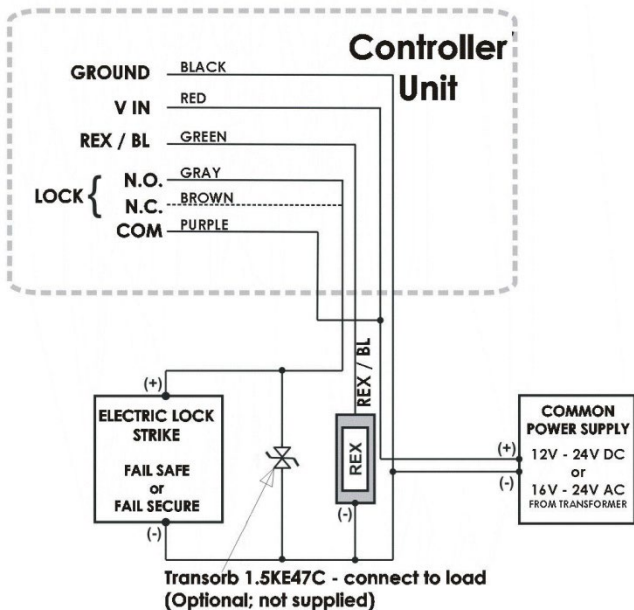 Controller
Unit
GROUND BLACK
V IN RED
REX / BL GREEN
LOCK { N.O. GRAY
N.C. BROWN
COM PURPLE
REX / BL
(+)
ELECTRIC LOCK
STRIKE
FAIL SAFE
or
FAIL SECURE
(-)
REX
(-)
COMMON
POWER SUPPLY
(+) 12V - 24V DC
or
(-) 16V - 24V AC
FROM TRANSFORMER
Transorb 1.5KE47C - connect to load
(Optional; not supplied)